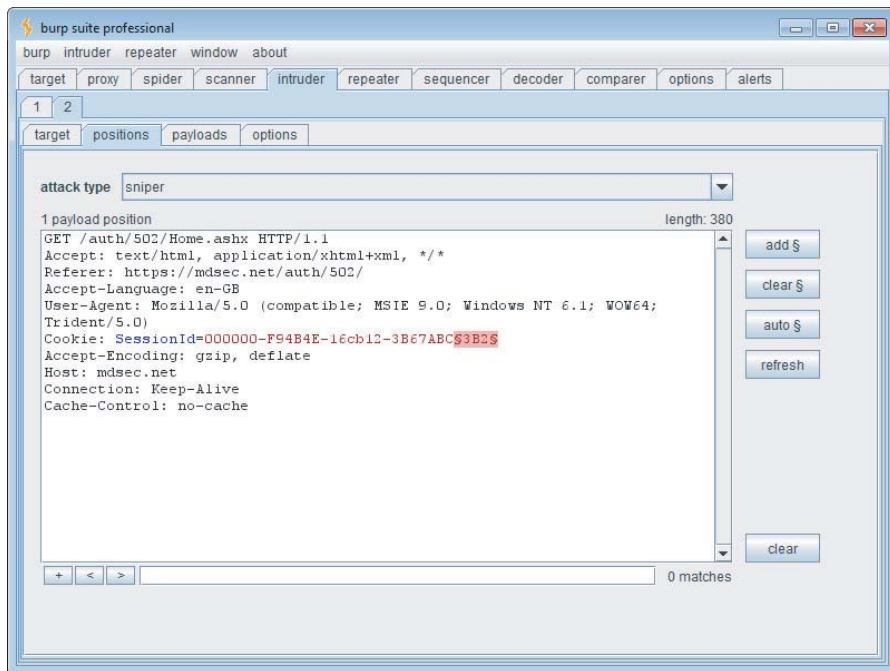 burp suite professional
burp intruder repeater window about
target proxy spider scanner intruder repeater sequencer decoder comparer options alerts
1 2
target positions payloads options
attack type sniper
1 payload position length: 380
GET /auth/502/Home.ashx HTTP/1.1
Accept: text/html, application/xhtml+xml, */*
Referer: https://mdsec.net/auth/502/
Accept-Language: en-GB
User-Agent: Mozilla/5.0 (compatible; MSIE 9.0; Windows NT 6.1; WOW64;
Trident/5.0)
Cookie: SessionId=000000-F94B4E-16cb12-3B67ABC§3B2§
Accept-Encoding: gzip, deflate
Host: mdsec.net
Connection: Keep-Alive
Cache-Control: no-cache
add §
clear §
auto §
refresh
clear
+ < > 0 matches